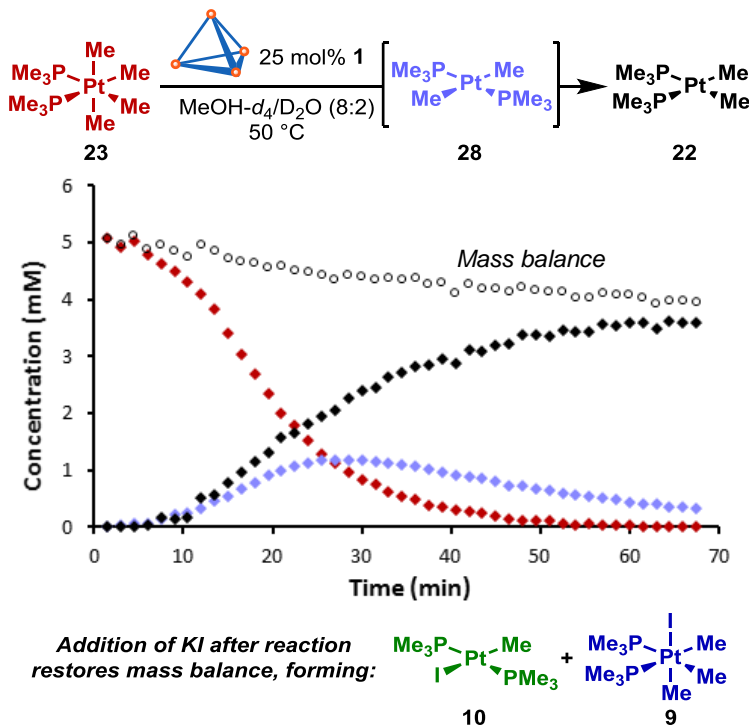 Me
Me₃P Pt Me
Me₃P Me
Me
23
25 mol% 1
MeOH-d₄/D₂O (8:2)
50 °C
Me₃P Me
Pt
Me PMe₃
28
Me₃P Me
Pt
Me₃P Me
22
6
5
4
3
2
1
0
Concentration (mM)
Mass balance
0 10 20 30 40 50 60 70
Time (min)
Addition of KI after reaction
restores mass balance, forming:
Me₃P Me
Pt
I PMe₃
10
+
I
Me₃P Me
Pt
Me₃P Me
Me
9